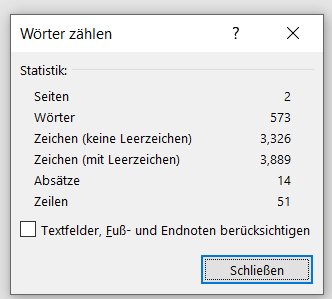 Wörter zählen ? ×
Statistik:
Seiten 2
Wörter 573
Zeichen (keine Leerzeichen) 3,326
Zeichen (mit Leerzeichen) 3,889
Absätze 14
Zeilen 51
Textfelder, Fuß- und Endnoten berücksichtigen
Schließen